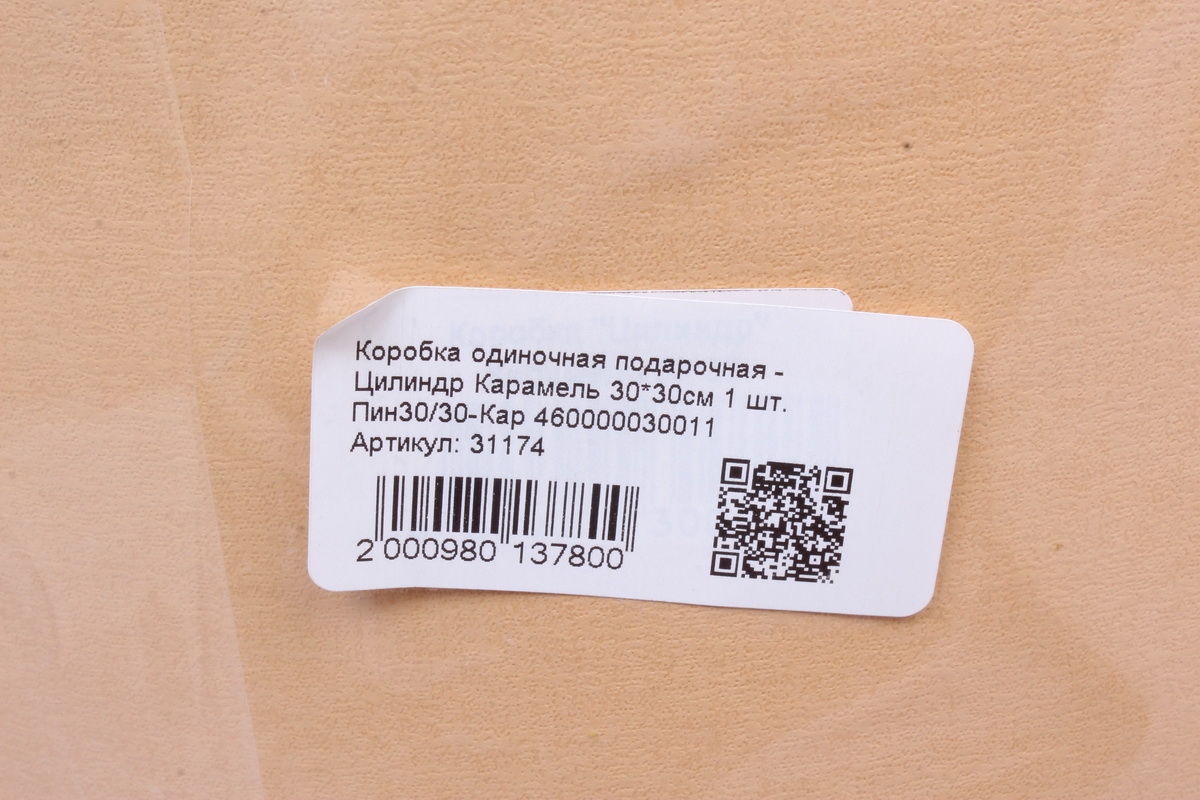 Коробка одиночная подарочная -
Цилиндр Карамель 30*30см 1 шт.
Пин30/30-Кар 460000030011
Артикул: 31174
2 000980 137800